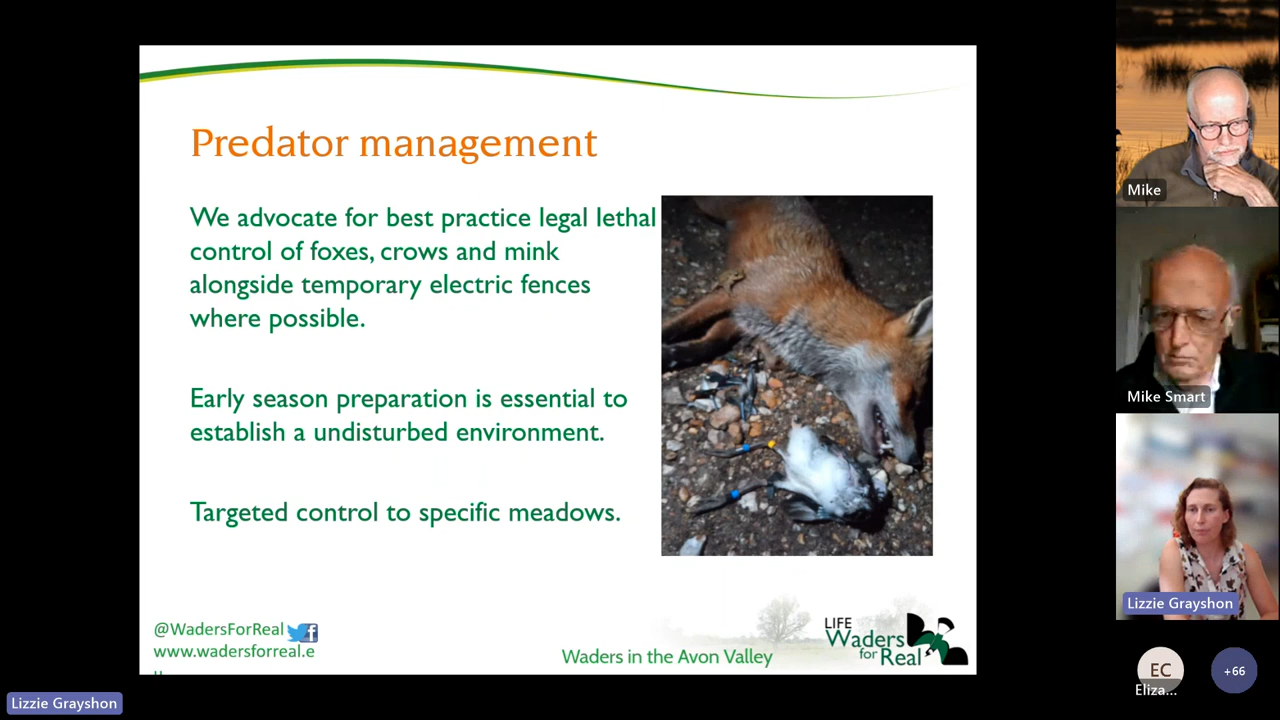 Predator management
We advocate for best practice legal lethal
control of foxes, crows and mink
alongside temporary electric fences
where possible.
Early season preparation is essential to
establish a undisturbed environment.
Targeted control to specific meadows.
@WadersForReal
www.wadersforreal.e
Waders in the Avon Valley
LIFE
Waders
for Real
Mike
Mike Smart
Lizzie Grayshon
EC
Eliza...
+66
Lizzie Grayshon